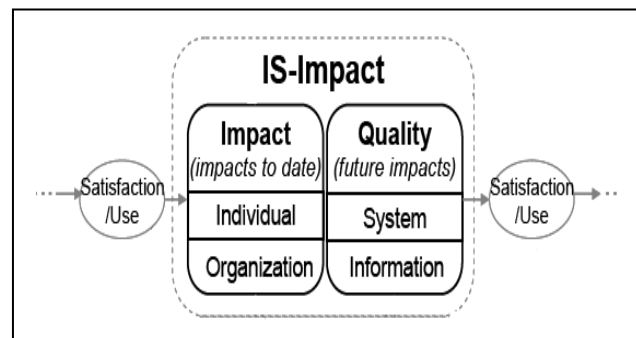 IS-Impact
Impact
(impacts to date)
Individual
Organization
Quality
(future impacts)
System
Information
Satisfaction
/Use
Satisfaction
/Use